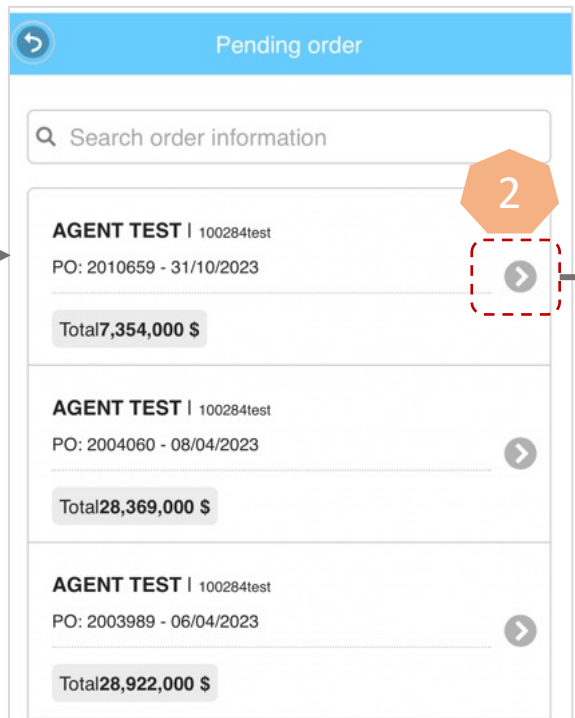 Pending order
Search order information
2
AGENT TEST | 100284test
PO: 2010659 - 31/10/2023
Total7,354,000 $
AGENT TEST | 100284test
PO: 2004060 - 08/04/2023
Total28,369,000 $
AGENT TEST | 100284test
PO: 2003989 - 06/04/2023
Total28,922,000 $